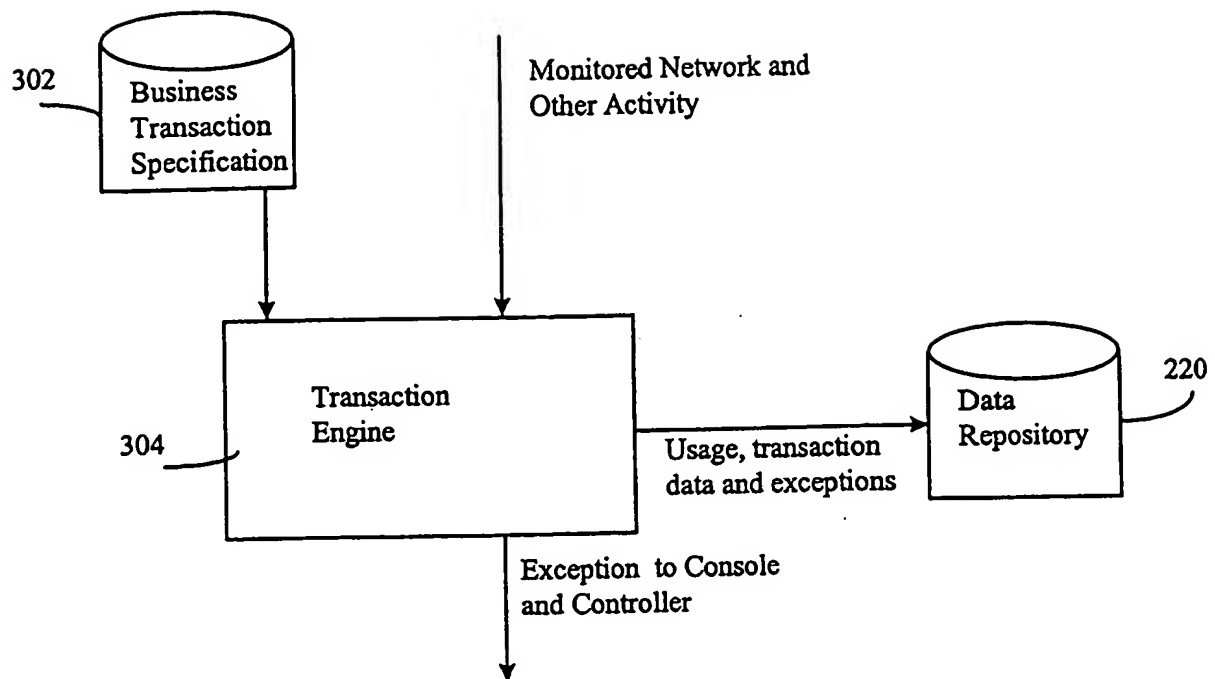 302
Business
Transaction
Specification
Monitored Network and
Other Activity
Transaction
Engine
304
Usage, transaction
data and exceptions
Data
Repository
220
Exception to Console
and Controller